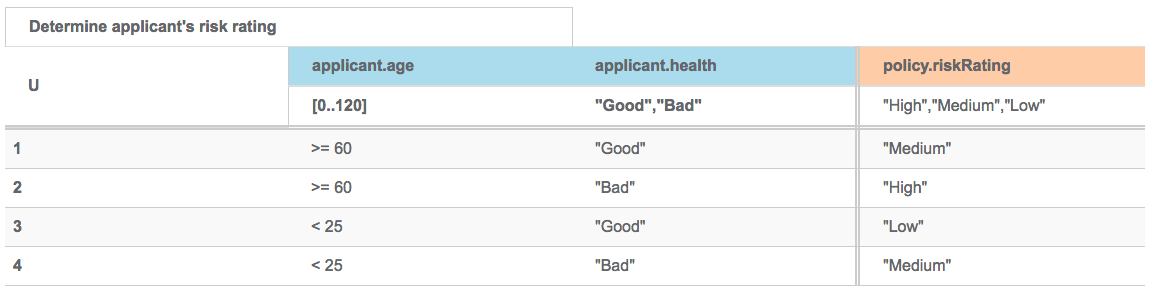 Determine applicant's risk rating
U
applicant.age applicant.health policy.riskRating
[0..120] "Good","Bad" "High","Medium","Low"
1 >= 60 "Good" "Medium"
2 >= 60 "Bad" "High"
3 < 25 "Good" "Low"
4 < 25 "Bad" "Medium"